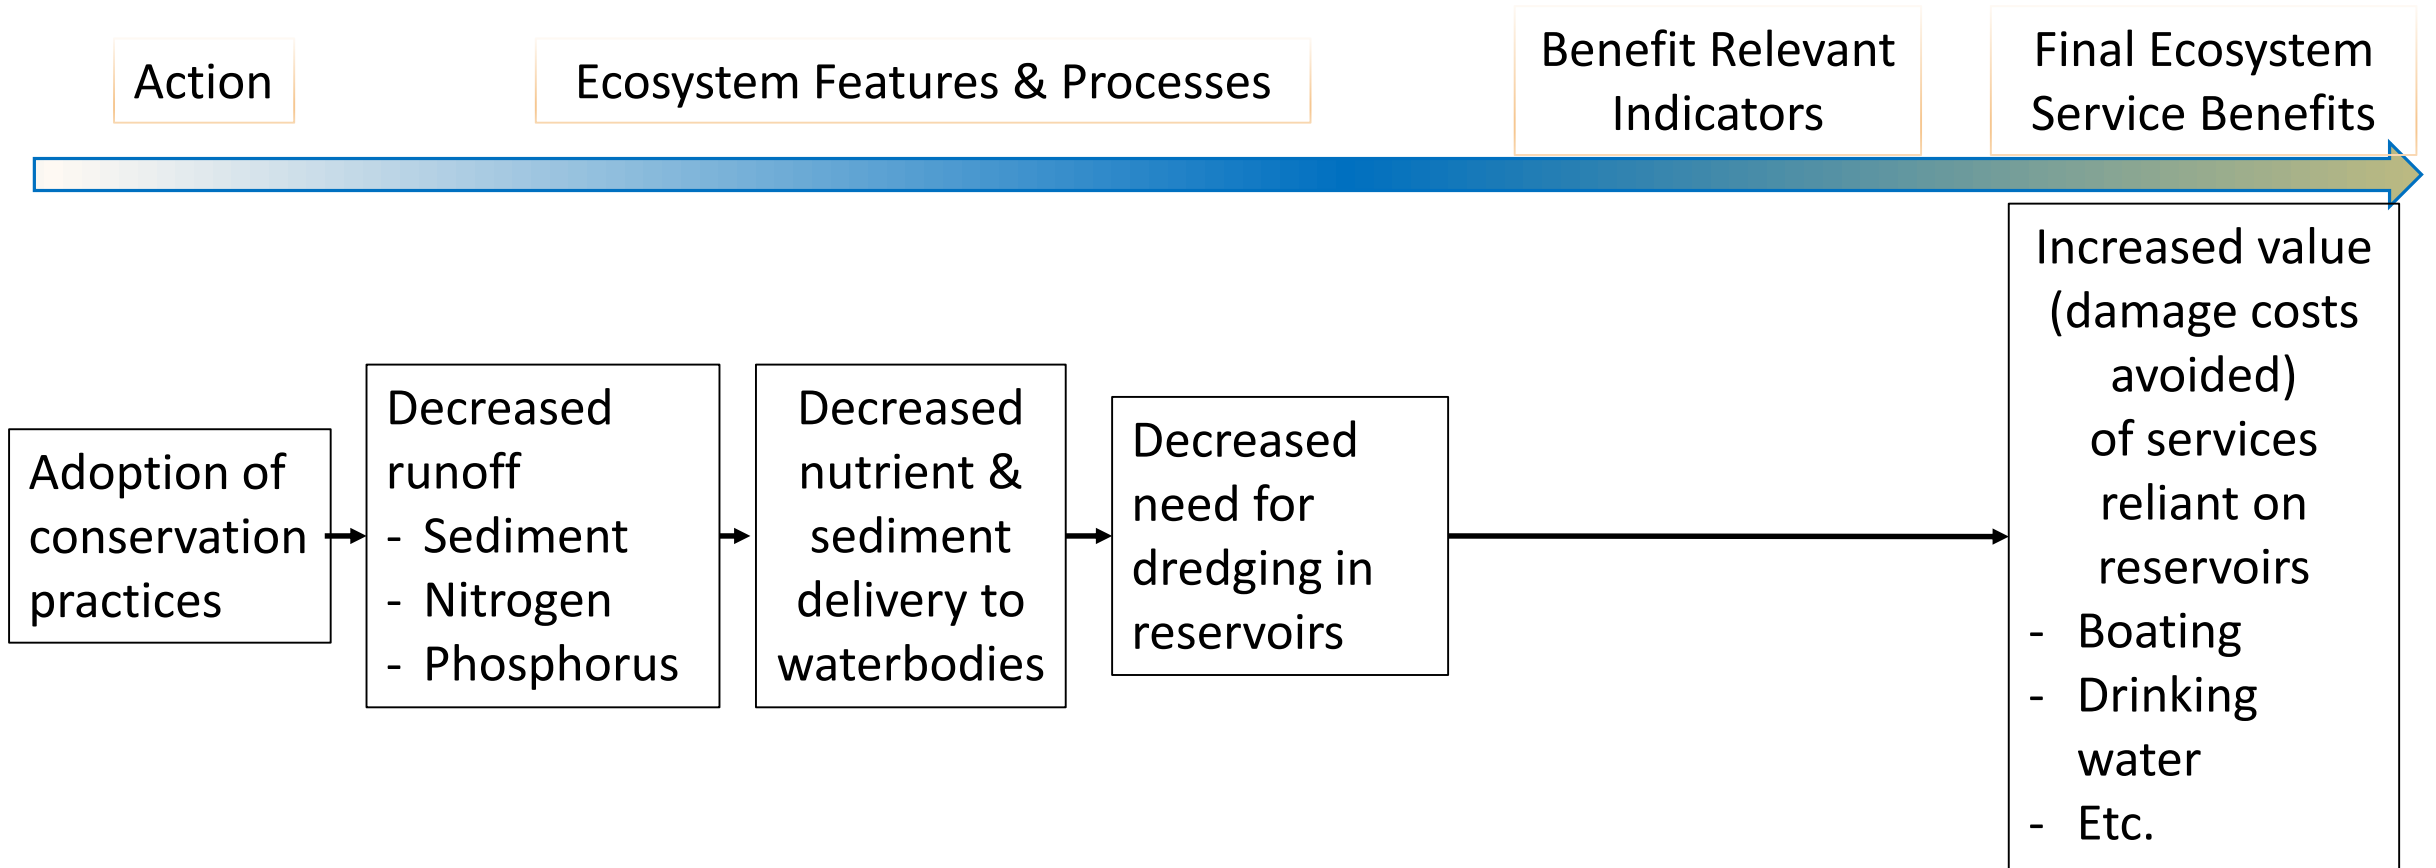 Action
Ecosystem Features & Processes
Benefit Relevant
Indicators
Final Ecosystem
Service Benefits
Adoption of
conservation
practices
Decreased
runoff
- Sediment
- Nitrogen
- Phosphorus
Decreased
nutrient &
sediment
delivery to
waterbodies
Decreased
need for
dredging in
reservoirs
Increased value
(damage costs
avoided)
of services
reliant on
reservoirs
- Boating
- Drinking
water
- Etc.